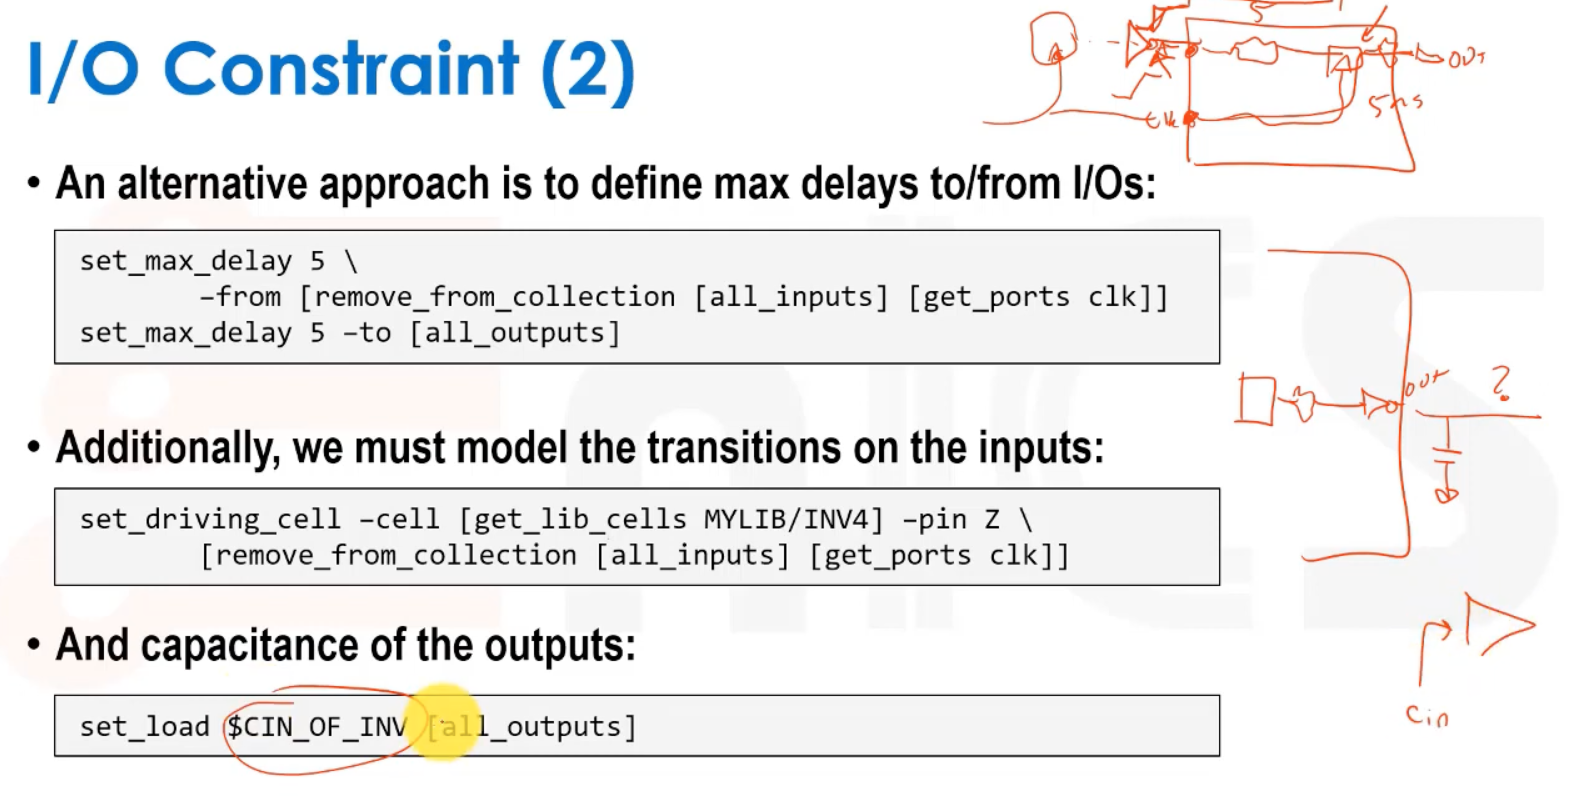 I/O Constraint (2)
OUT
5ns
clk
• An alternative approach is to define max delays to/from I/Os:
set_max_delay 5 \
–from [remove_from_collection [all_inputs] [get_ports clk]]
set_max_delay 5 –to [all_outputs]
OUT ?
• Additionally, we must model the transitions on the inputs:
set_driving_cell –cell [get_lib_cells MYLIB/INV4] –pin Z \
[remove_from_collection [all_inputs] [get_ports clk]]
• And capacitance of the outputs:
set_load $CIN_OF_INV [all_outputs]
Cin